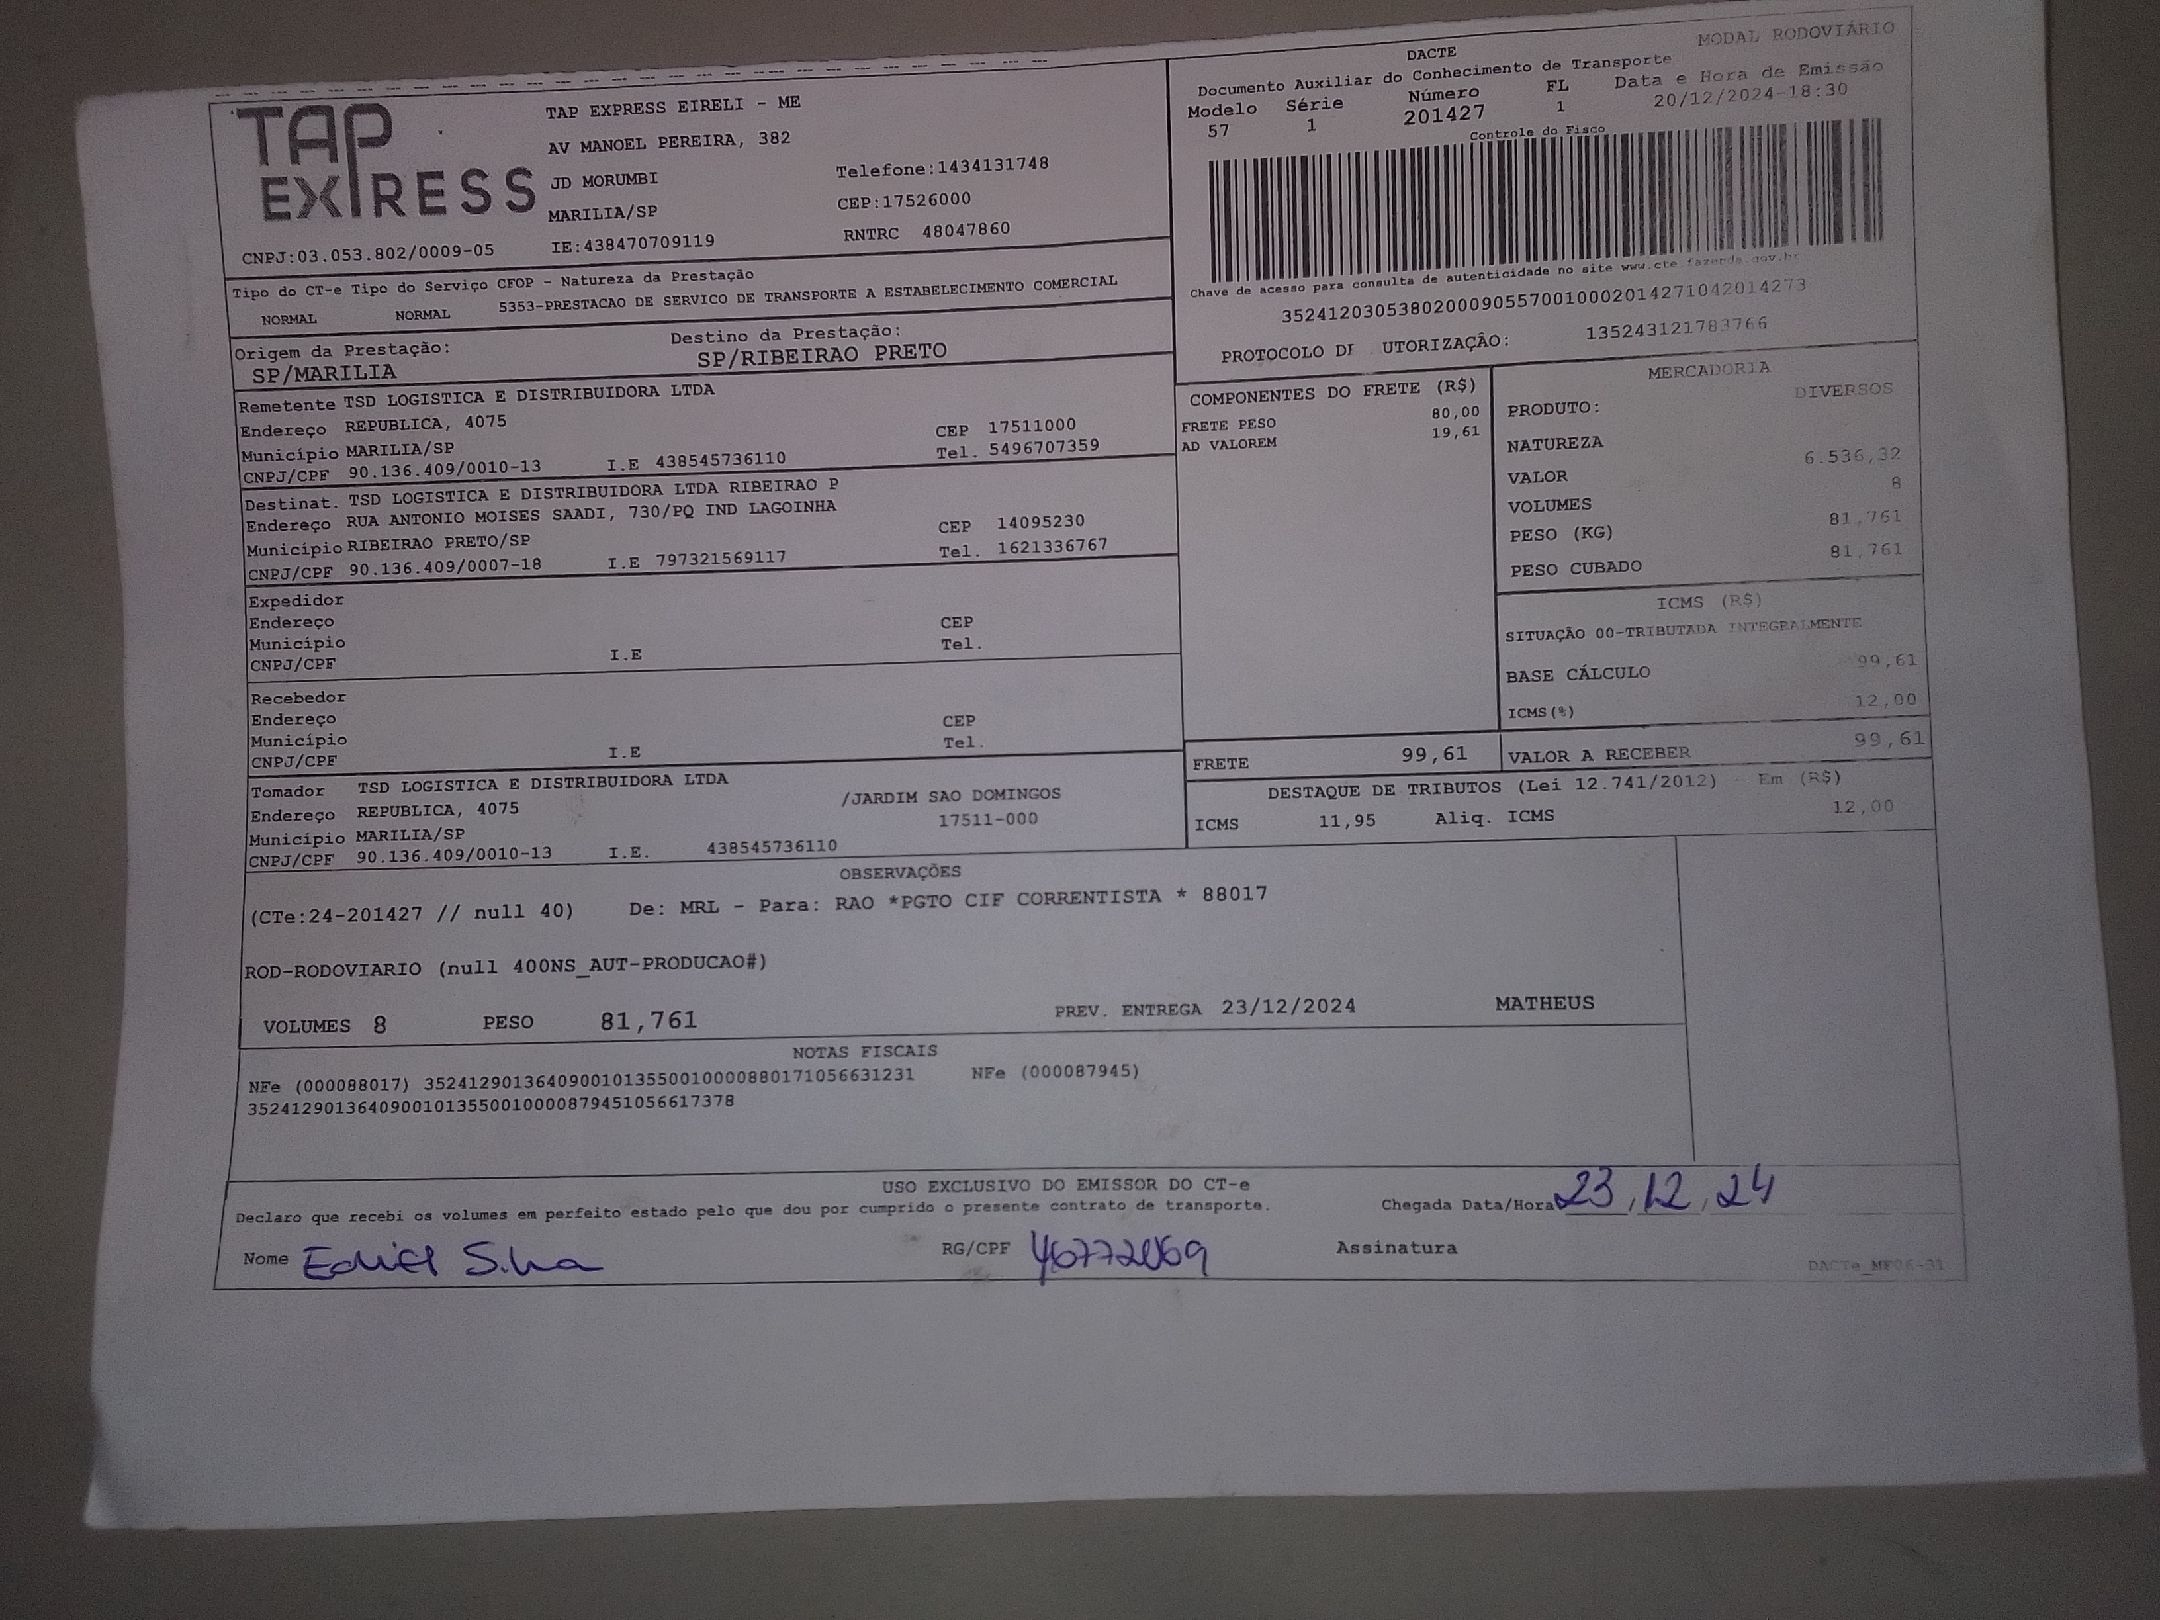 TAP
EXPRESS
TAP EXPRESS EIRELI - ME
AV MANOEL PEREIRA, 382
JD MORUMBI
Telefone:1434131748
MARILIA/SP
CEP:17526000
CNPJ:03.053.802/0009-05
IE:438470709119
RNTRC 48047860
DACTE
MODAL RODOVIÁRIO
Documento Auxiliar do Conhecimento de Transporte
Modelo Série Número FL Data e Hora de Emissão
57 1 201427 1 20/12/2024-18:30
Controle do Fisco
Chave de acesso para consulta de autenticidade no site www.cte.fazenda.gov.br
35241203053802000905570010002014271042014273
PROTOCOLO DE UTORIZAÇÃO: 135243121783766
Tipo do CT-e Tipo do Serviço CFOP - Natureza da Prestação
NORMAL NORMAL 5353-PRESTACAO DE SERVICO DE TRANSPORTE A ESTABELECIMENTO COMERCIAL
Origem da Prestação: Destino da Prestação:
SP/MARILIA SP/RIBEIRAO PRETO
Remetente TSD LOGISTICA E DISTRIBUIDORA LTDA
Endereço REPUBLICA, 4075 CEP 17511000
Município MARILIA/SP Tel. 5496707359
CNPJ/CPF 90.136.409/0010-13 I.E 438545736110
Destinat. TSD LOGISTICA E DISTRIBUIDORA LTDA RIBEIRAO P
Endereço RUA ANTONIO MOISES SAADI, 730/PQ IND LAGOINHA CEP 14095230
Município RIBEIRAO PRETO/SP Tel. 1621336767
CNPJ/CPF 90.136.409/0007-18 I.E 797321569117
Expedidor
Endereço CEP
Município Tel.
CNPJ/CPF I.E
Recebedor
Endereço CEP
Município Tel.
CNPJ/CPF I.E
Tomador TSD LOGISTICA E DISTRIBUIDORA LTDA
Endereço REPUBLICA, 4075 /JARDIM SAO DOMINGOS
Município MARILIA/SP 17511-000
CNPJ/CPF 90.136.409/0010-13 I.E. 438545736110
COMPONENTES DO FRETE (R$)
FRETE PESO 80,00
AD VALOREM 19,61
MERCADORIA
PRODUTO: DIVERSOS
NATUREZA
VALOR 6.536,32
VOLUMES 8
PESO (KG) 81,761
PESO CUBADO 81,761
ICMS (R$)
SITUAÇÃO 00-TRIBUTADA INTEGRALMENTE
BASE CÁLCULO 99,61
ICMS(%) 12,00
FRETE 99,61 VALOR A RECEBER 99,61
DESTAQUE DE TRIBUTOS (Lei 12.741/2012) - Em (R$)
ICMS 11,95 Aliq. ICMS 12,00
OBSERVAÇÕES
(CTe:24-201427 // null 40) De: MRL - Para: RAO *PGTO CIF CORRENTISTA * 88017
ROD-RODOVIARIO (null 400NS_AUT-PRODUCAO#)
VOLUMES 8 PESO 81,761 PREV. ENTREGA 23/12/2024 MATHEUS
NOTAS FISCAIS
NFe (000088017) 35241290136409001013550010000880171056631231 NFe (000087945)
35241290136409001013550010000879451056617378
USO EXCLUSIVO DO EMISSOR DO CT-e
Declaro que recebi os volumes em perfeito estado pelo que dou por cumprido o presente contrato de transporte. Chegada Data/Hora 23,12,24
Nome Silva RG/CPF Assinatura